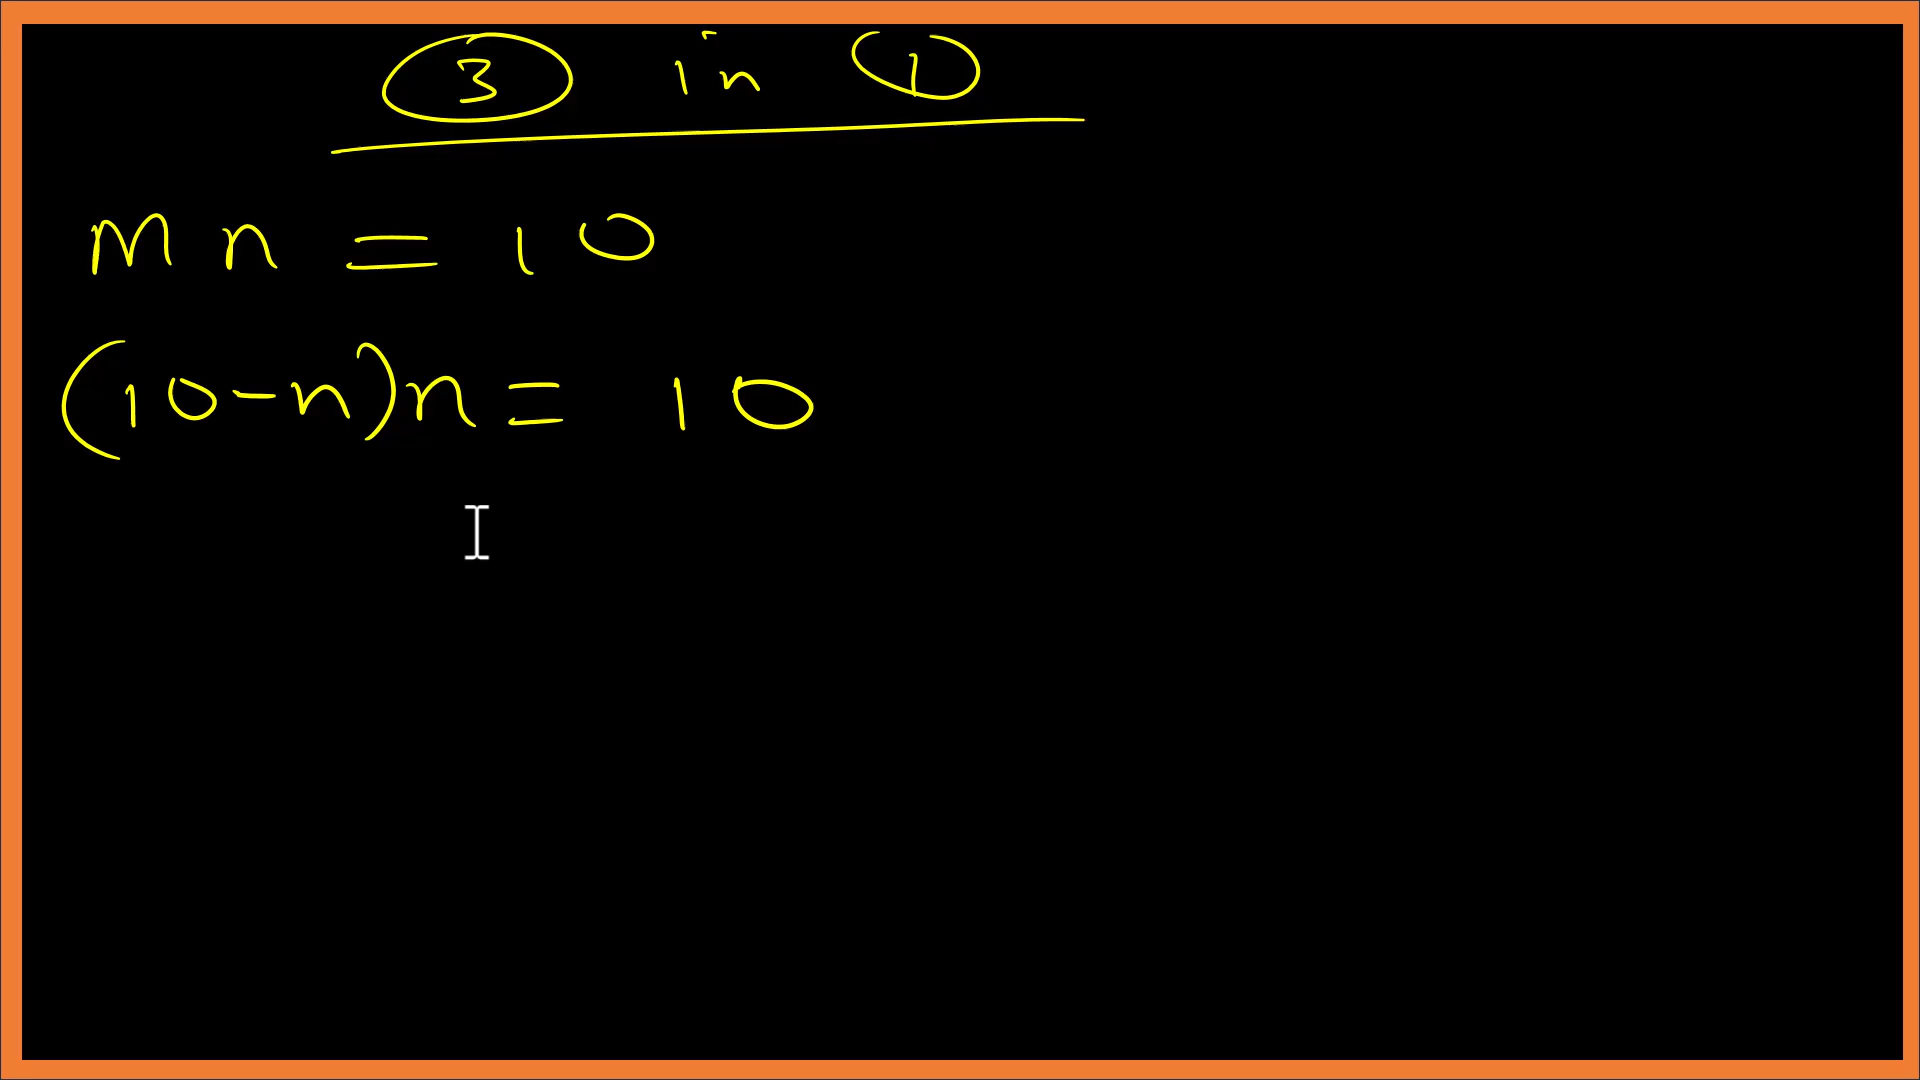 ③ in ①
Mn = 10
(10-n)n = 10